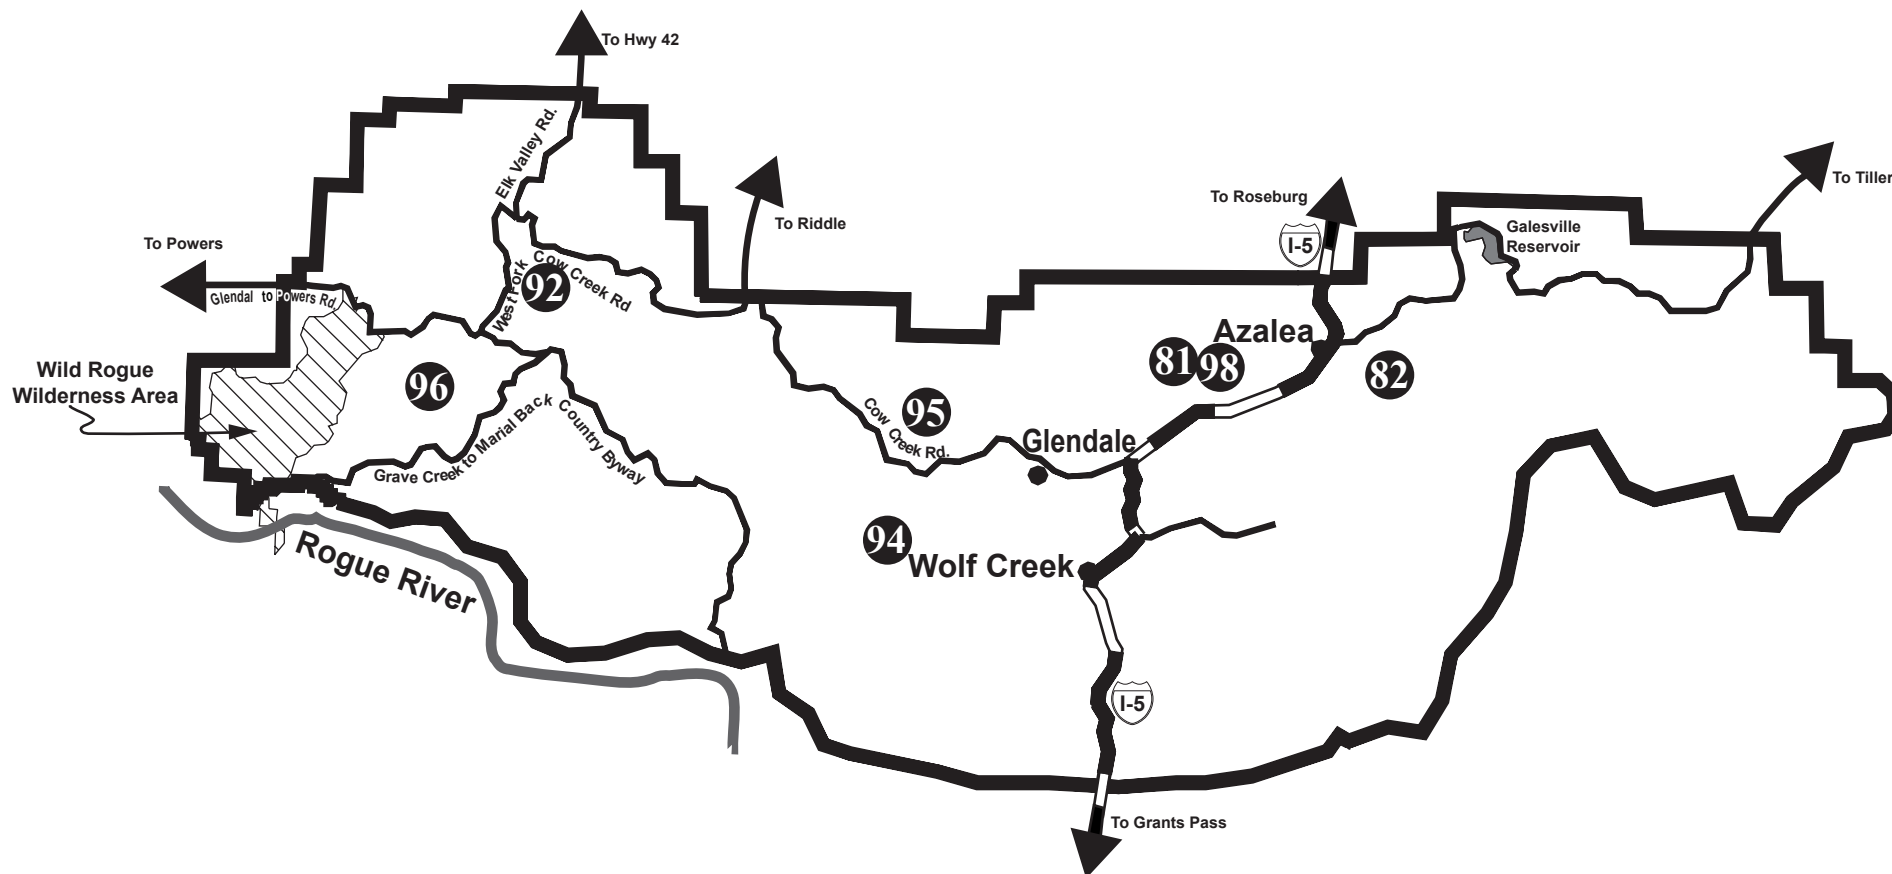 To Hwy 42
Elk Valley Rd.
To Riddle
To Roseburg
I-5
Galesville
Reservoir
To Tiller
To Powers
Glendal to Powers Rd
West Fork
Cow Creek Rd
92
Azalea
81
98
82
Wild Rogue
Wilderness Area
96
95
Cow Creek Rd.
Glendale
Grave Creek to Marial Back Country Byway
94
Wolf Creek
Rogue River
I-5
To Grants Pass